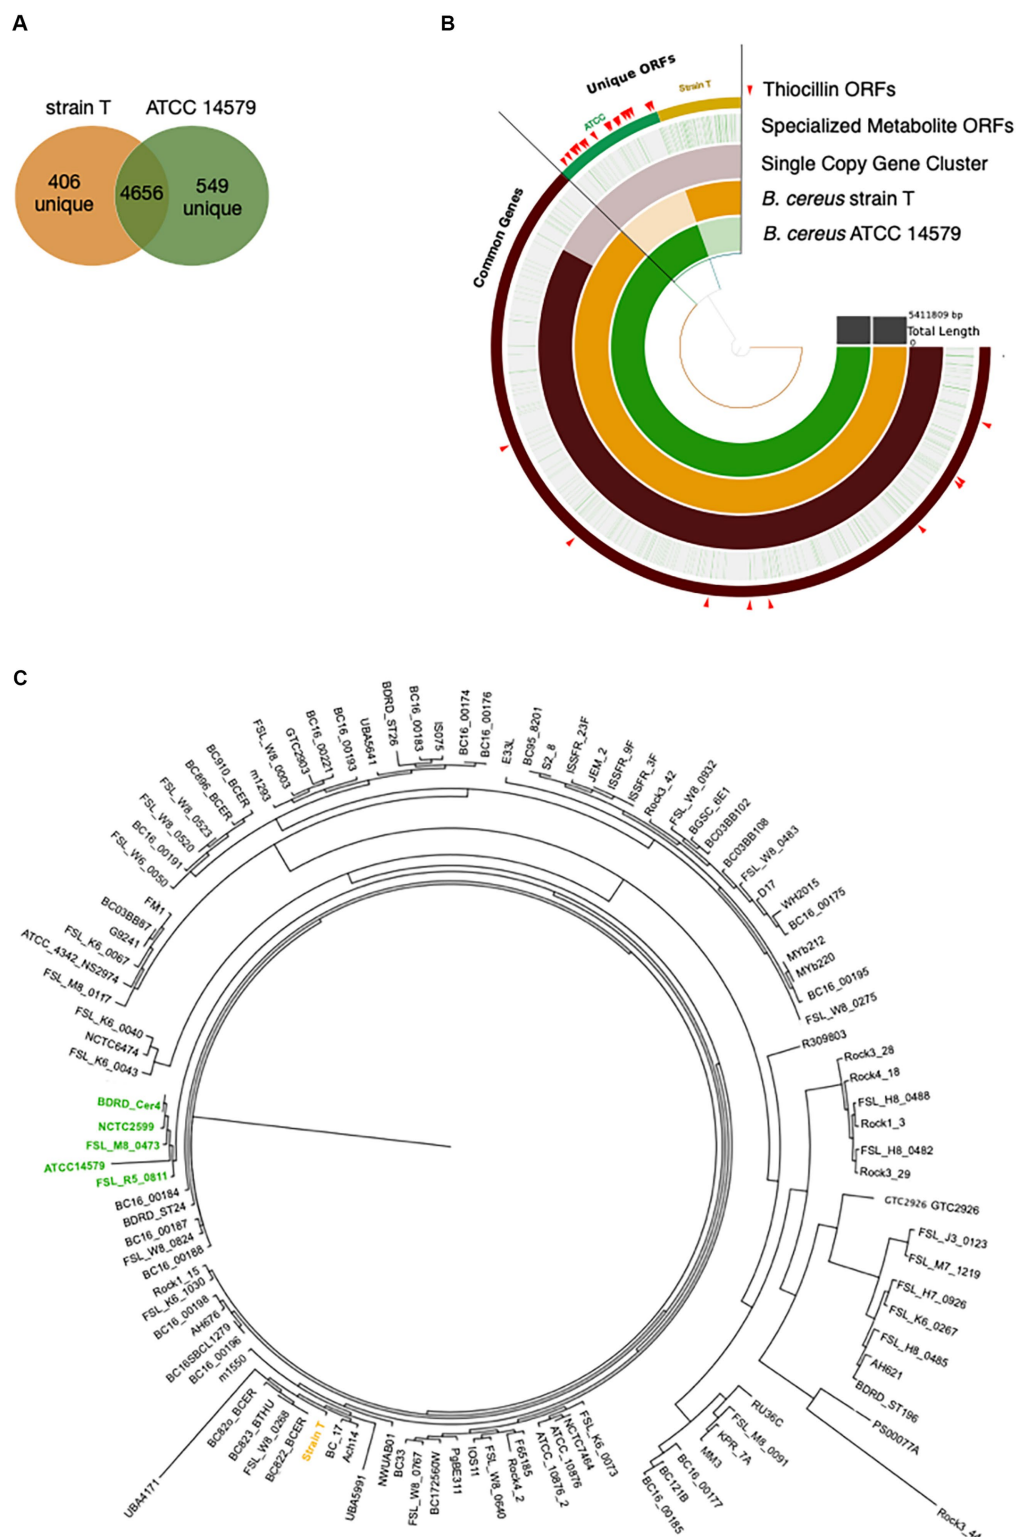 A
strain T
ATCC 14579
406
unique
4656
549
unique
B
Unique ORFs
ATCC
Strain T
Common Genes
Thiocillin ORFs
Specialized Metabolite ORFs
Single Copy Gene Cluster
B. cereus strain T
B. cereus ATCC 14579
5411809 bp
Total Length
0
C
FSL_W6_0050
BC16_00191
FSL_W8_0520
FSL_W8_0523
BC896_BCER
BC910_BCER
m1293
FSL_W8_0003
GTC2903
BC16_00221
BC16_00193
UBA5641
BDRD_ST26
BC16_00183
IS075
BC16_00174
BC16_00176
E33L
BC95_8201
S2_8
ISSFR_23F
JEM_2
ISSFR_9F
ISSFR_3F
Rock3_42
FSL_W8_0932
BGSC_6E1
BC03BB102
BC03BB108
FSL_W8_0483
D17
WH2015
BC16_00175
MYb212
MYb220
BC16_00195
FSL_W8_0275
R309803
Rock3_28
Rock4_18
FSL_H8_0488
Rock1_3
FSL_H8_0482
Rock3_29
GTC2926 GTC2926
FSL_J3_0123
FSL_M7_1219
FSL_H7_0926
FSL_K6_0267
FSL_H8_0485
AH621
BDRD_ST196
PS00077A
Rock3_44
RU36C
FSL_M8_0091
KPR_7A
MM3
BC16_00177
BC121B
BC16_00185
FSL_K6_0073
NCTC7464
ATCC_10876
ATCC_10876_2
F65185
Rock4_2
FSL_W8_0640
IOS11
PgBE311
BC172560W
FSL_W8_0767
BC33
NWUAB01
UBA5991
Ach14
BC_17
Strain T
BC822_BCER
FSL_W8_0268
BC823_BTHU
BC82o_BCER
UBA4171
m1550
BC16_00196
BC16SBCL1279
AH676
BC16_00198
FSL_K6_1030
Rock1_15
BC16_00188
FSL_W8_0824
BC16_00187
BDRD_ST24
BC16_00184
FSL_R5_0811
ATCC14579
FSL_M8_0473
NCTC2599
BDRD_Cer4
FSL_K6_0043
NCTC6474
FSL_K6_0040
FSL_M8_0117
ATCC_4342_NS2974
FSL_K6_0067
G9241
BC03BB87
FM1